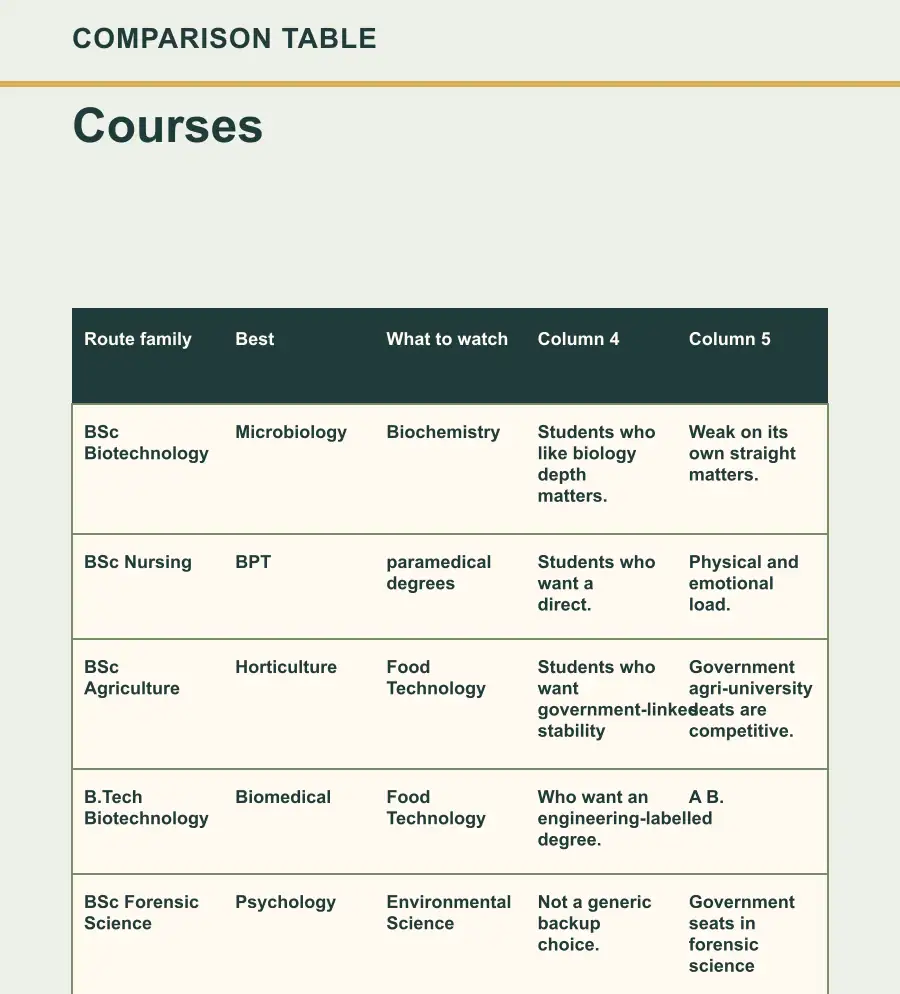 COMPARISON TABLE
Courses
Route family Best What to watch Column 4 Column 5
BSc Microbiology Biochemistry Students who Weak on its
Biotechnology like biology own straight
depth matters.
matters.
BSc Nursing BPT paramedical Students who Physical and
degrees want a emotional
direct. load.
BSc Horticulture Food Students who Government
Agriculture Technology want agri-university
government-linked seats are
stability competitive.
B.Tech Biomedical Food Who want an A B.
Biotechnology Technology engineering-labelled
degree.
BSc Forensic Psychology Environmental Not a generic Government
Science Science backup seats in
choice. forensic
science